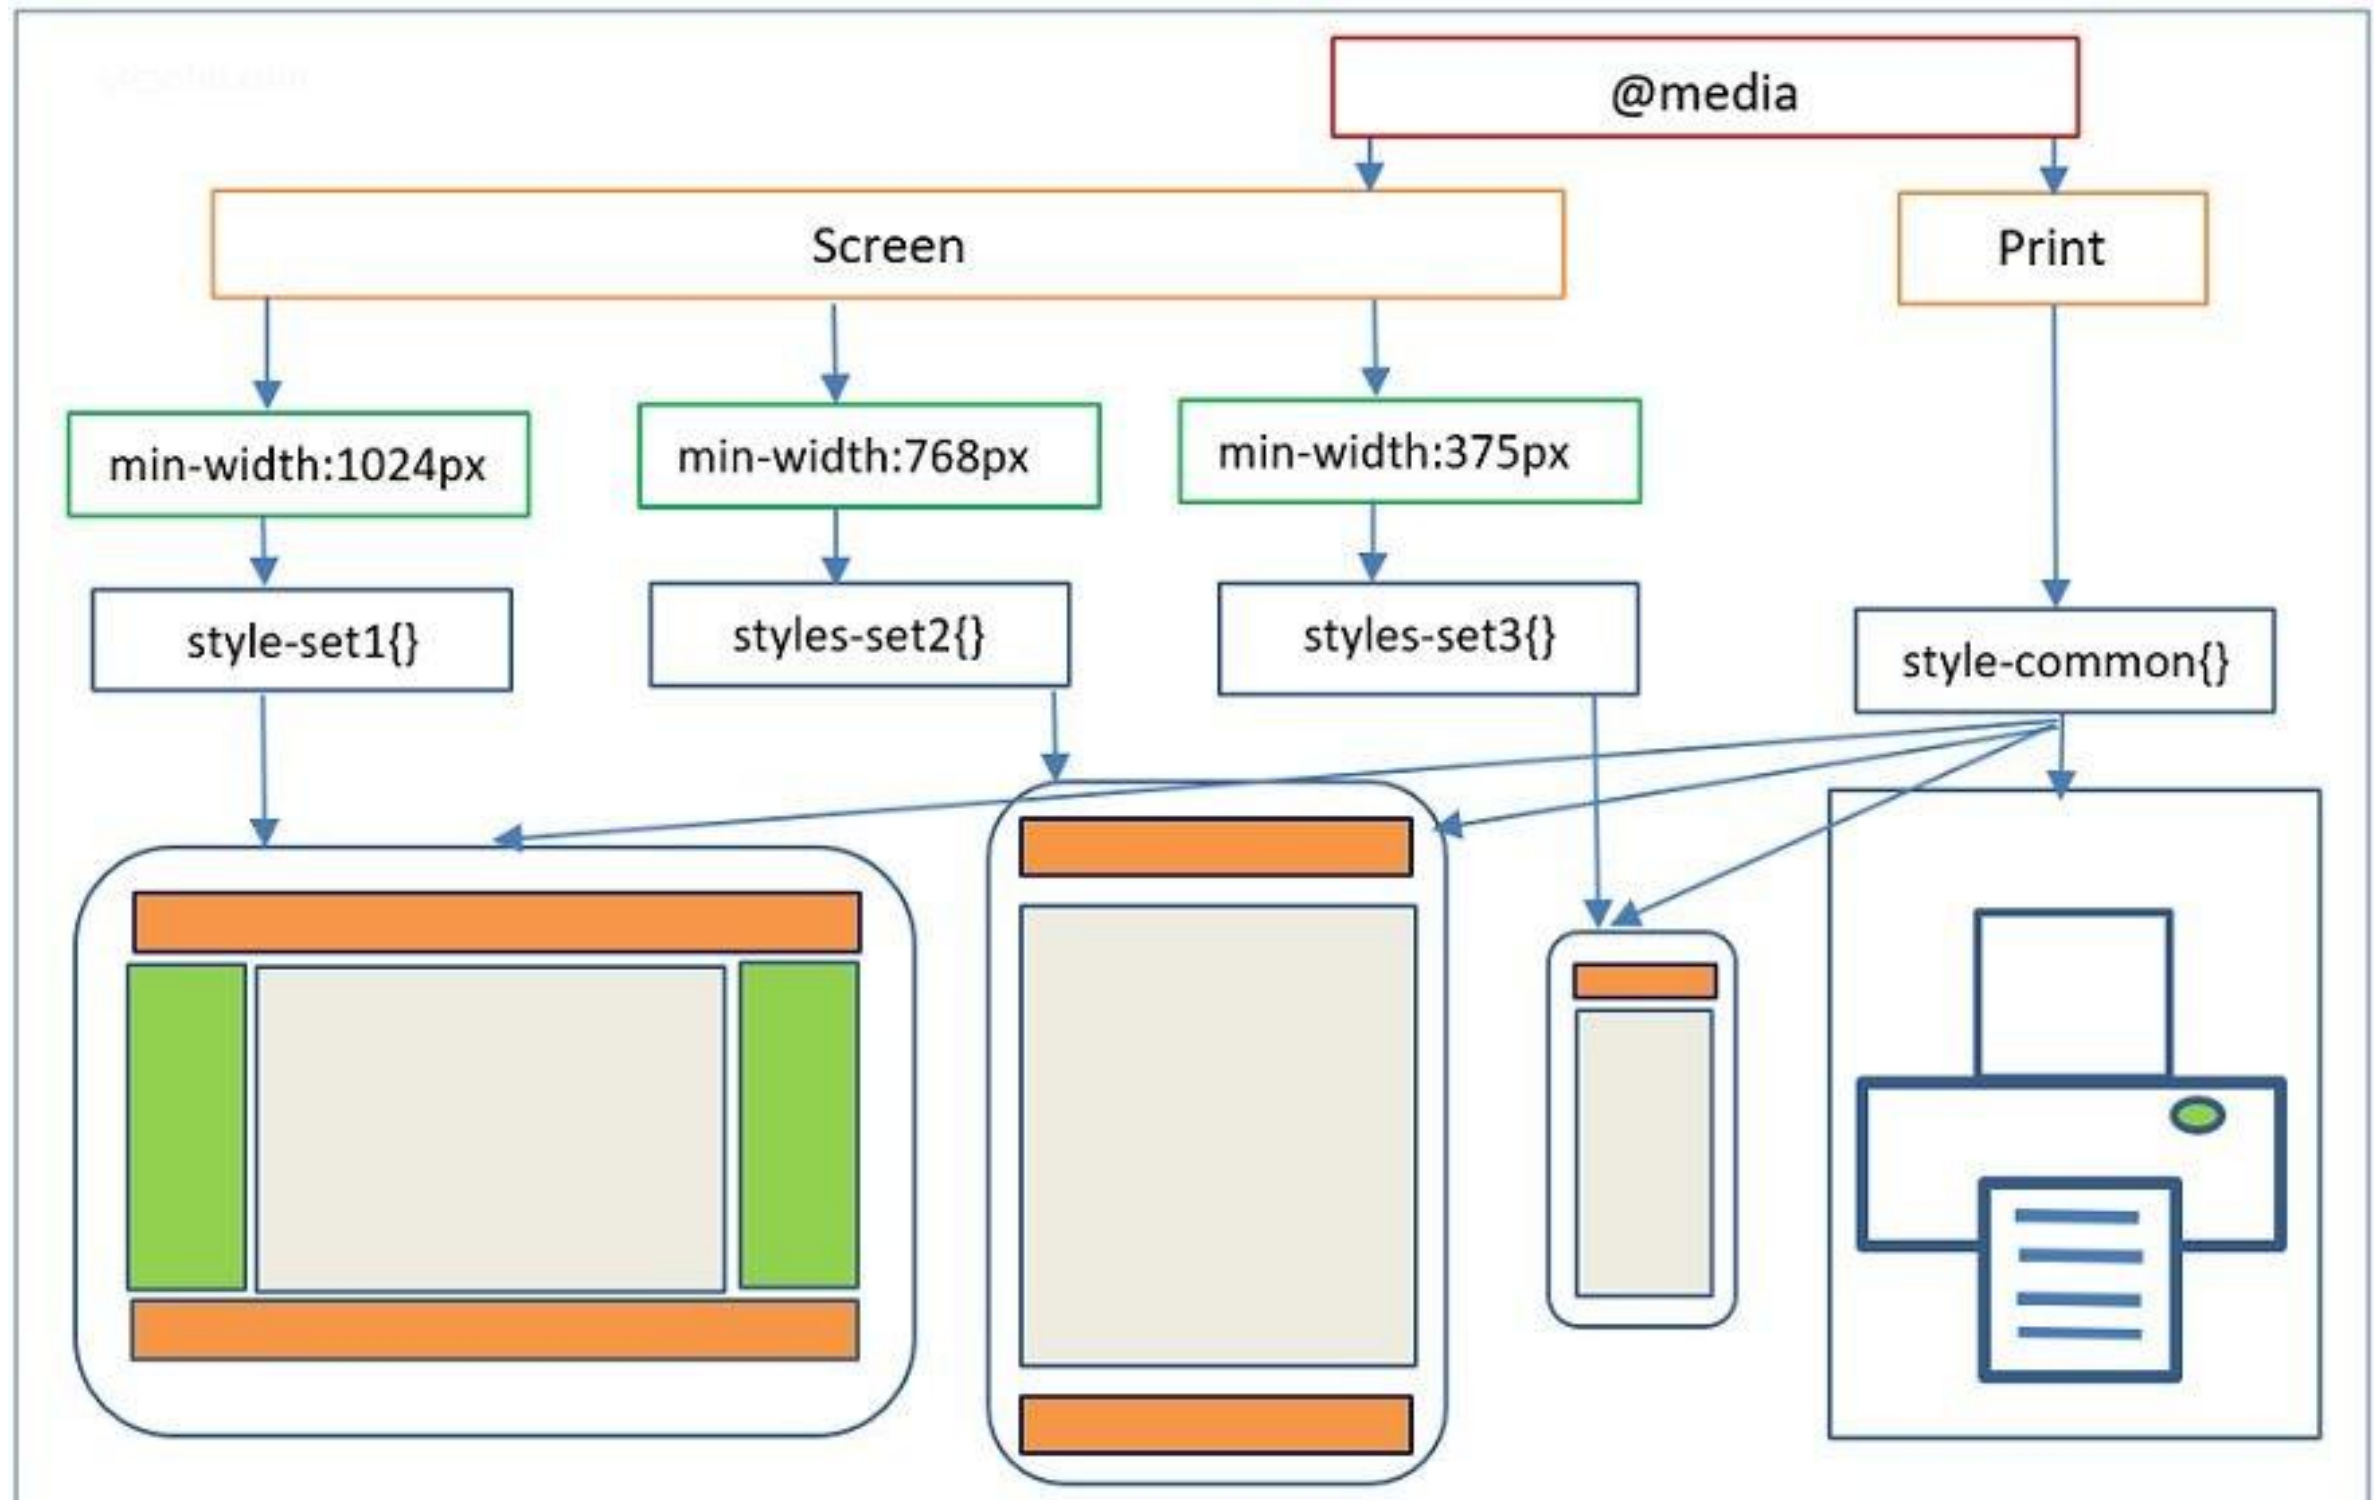 @media
Screen
Print
min-width:1024px
min-width:768px
min-width:375px
style-set1{}
styles-set2{}
styles-set3{}
style-common{}